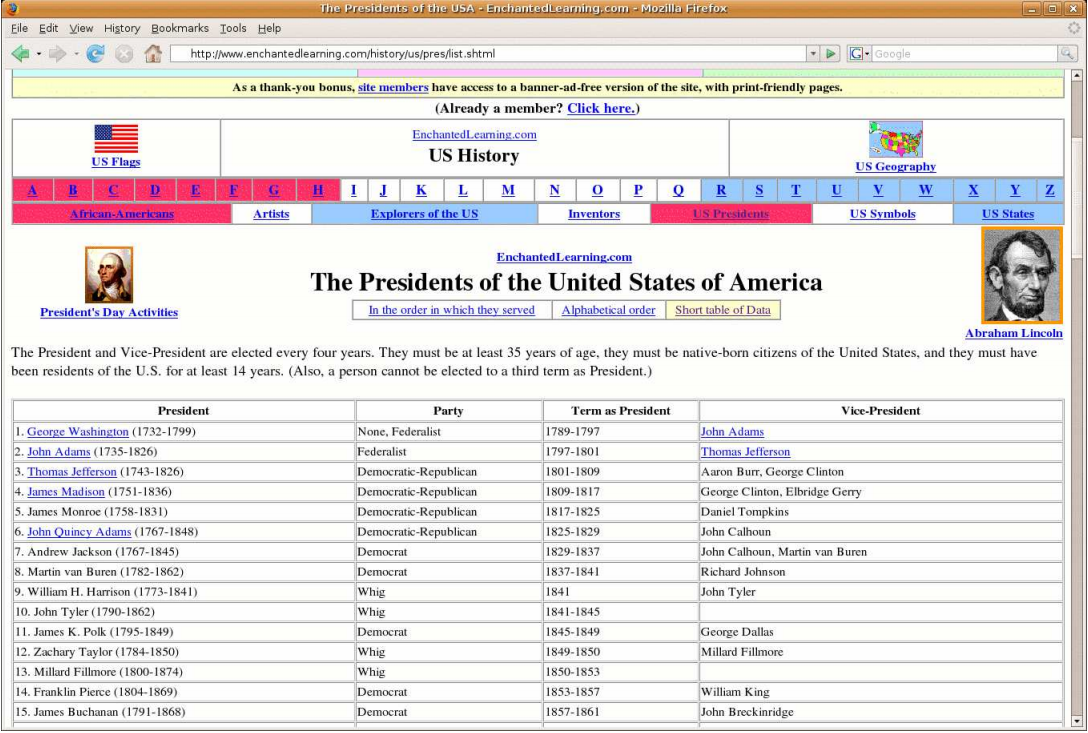 The Presidents of the USA - EnchantedLearning.com - Mozilla Firefox
File Edit View History Bookmarks Tools Help
http://www.enchantedlearning.com/history/us/pres/list.shtml
G Google
As a thank-you bonus, site members have access to a banner-ad-free version of the site, with print-friendly pages.
(Already a member? Click here.)
US Flags
EnchantedLearning.com
US History
US Geography
A B C D E F G H I J K L M N O P Q R S T U V W X Y Z
African-Americans Artists Explorers of the US Inventors US Presidents US Symbols US States
President's Day Activities
EnchantedLearning.com
The Presidents of the United States of America
In the order in which they served Alphabetical order Short table of Data
Abraham Lincoln
The President and Vice-President are elected every four years. They must be at least 35 years of age, they must be native-born citizens of the United States, and they must have
been residents of the U.S. for at least 14 years. (Also, a person cannot be elected to a third term as President.)
President Party Term as President Vice-President
1. George Washington (1732-1799) None, Federalist 1789-1797 John Adams
2. John Adams (1735-1826) Federalist 1797-1801 Thomas Jefferson
3. Thomas Jefferson (1743-1826) Democratic-Republican 1801-1809 Aaron Burr, George Clinton
4. James Madison (1751-1836) Democratic-Republican 1809-1817 George Clinton, Elbridge Gerry
5. James Monroe (1758-1831) Democratic-Republican 1817-1825 Daniel Tompkins
6. John Quincy Adams (1767-1848) Democratic-Republican 1825-1829 John Calhoun
7. Andrew Jackson (1767-1845) Democrat 1829-1837 John Calhoun, Martin van Buren
8. Martin van Buren (1782-1862) Democrat 1837-1841 Richard Johnson
9. William H. Harrison (1773-1841) Whig 1841 John Tyler
10. John Tyler (1790-1862) Whig 1841-1845
11. James K. Polk (1795-1849) Democrat 1845-1849 George Dallas
12. Zachary Taylor (1784-1850) Whig 1849-1850 Millard Fillmore
13. Millard Fillmore (1800-1874) Whig 1850-1853
14. Franklin Pierce (1804-1869) Democrat 1853-1857 William King
15. James Buchanan (1791-1868) Democrat 1857-1861 John Breckinridge